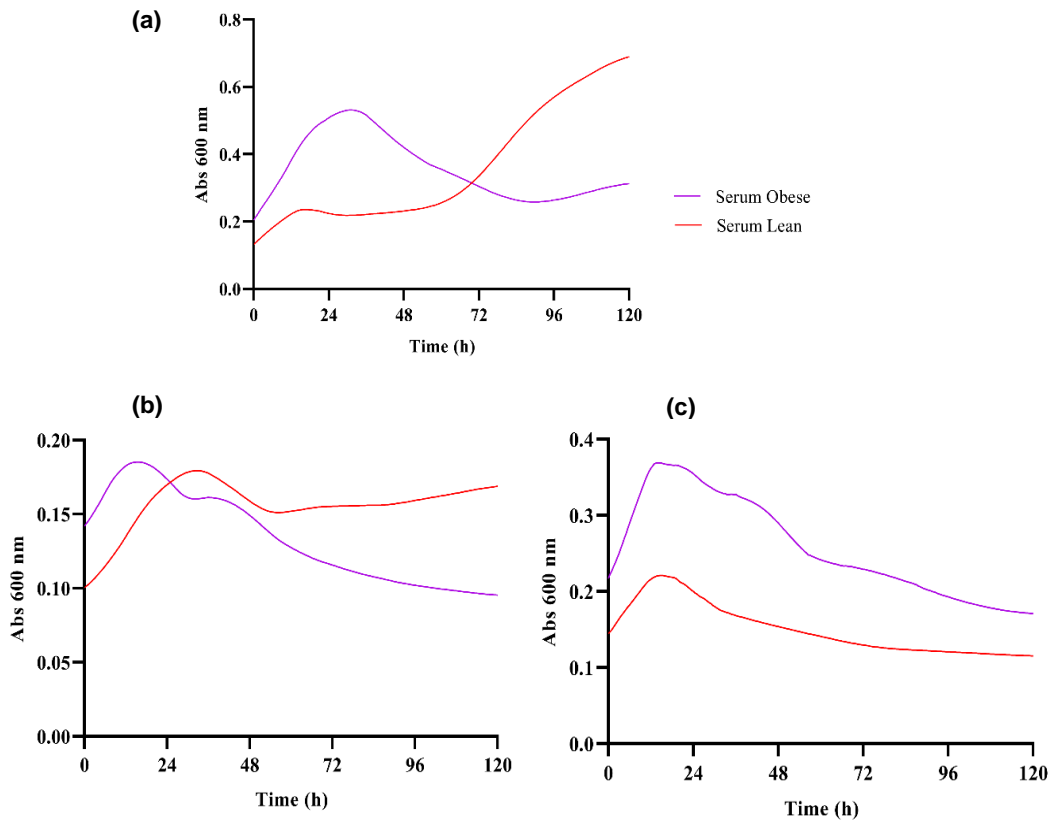 (a)
0.8
0.6
0.4
0.2
0.0
Abs 600 nm
0 24 48 72 96 120
Time (h)
Serum Obese
Serum Lean
(b)
0.20
0.15
0.10
0.05
0.00
Abs 600 nm
0 24 48 72 96 120
Time (h)
(c)
0.4
0.3
0.2
0.1
0.0
Abs 600 nm
0 24 48 72 96 120
Time (h)